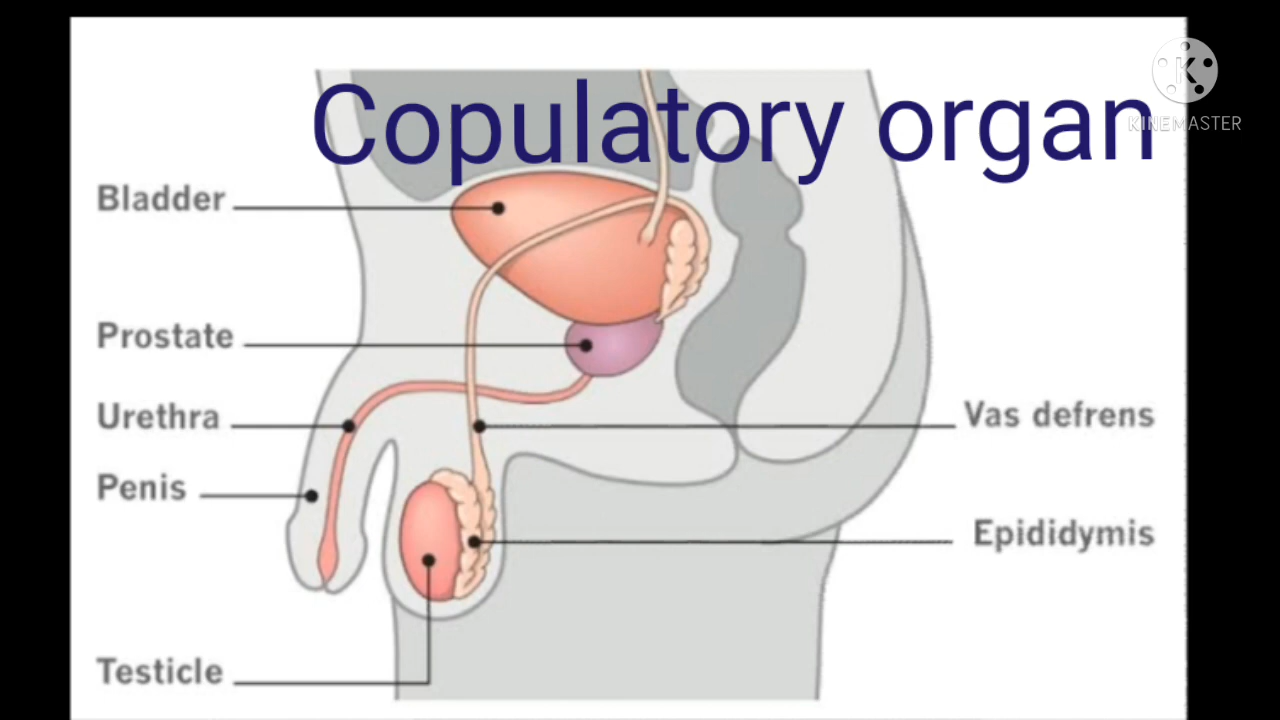 Copulatory organ
KINEMASTER
Bladder
Prostate
Urethra
Vas defrens
Penis
Epididymis
Testicle